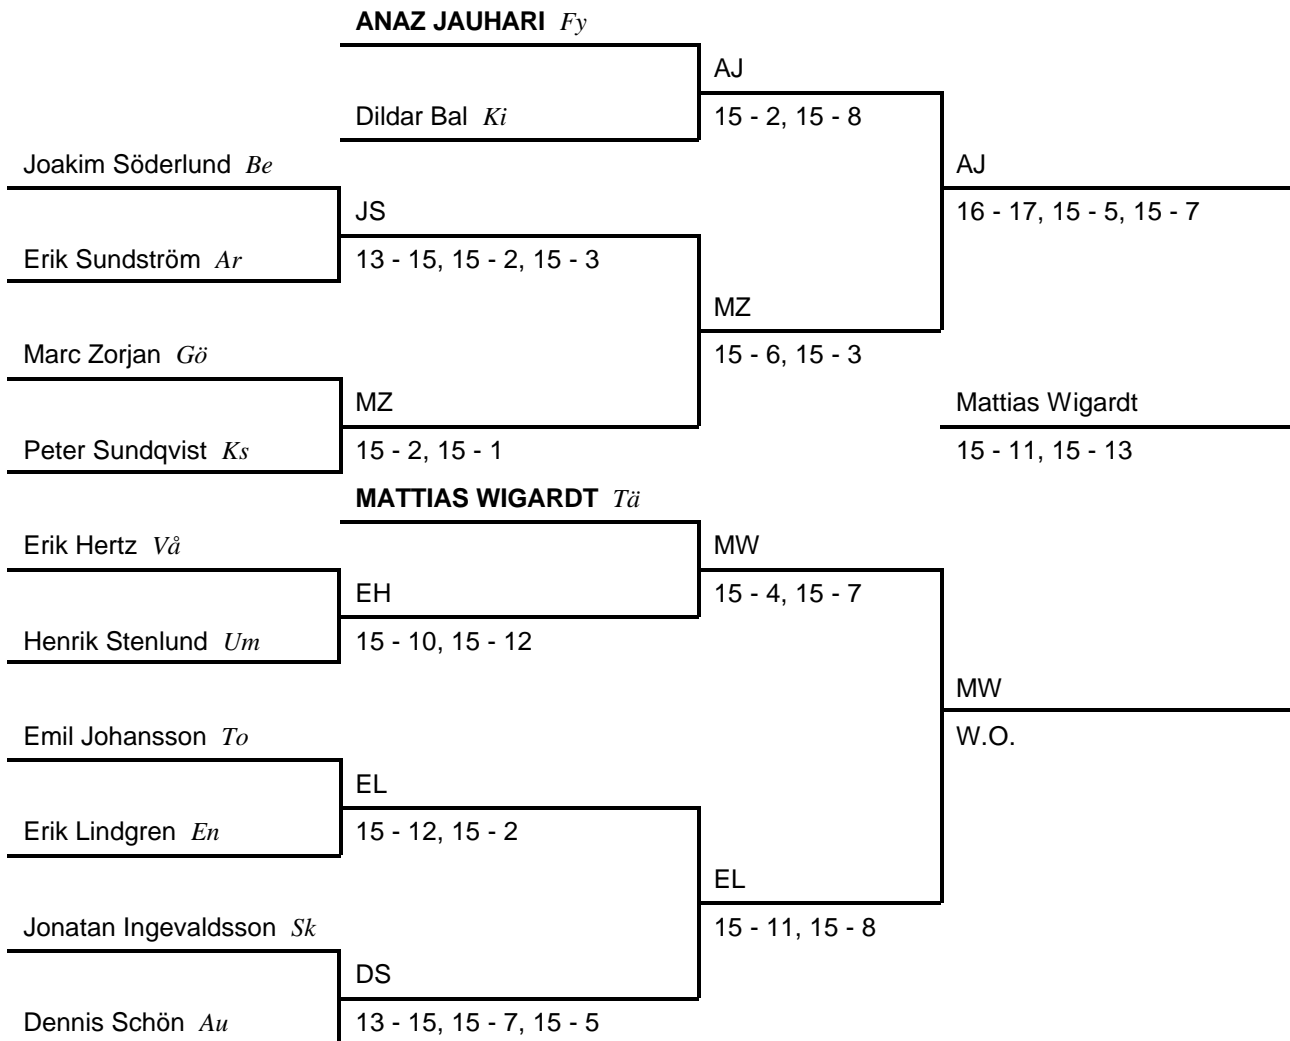 ANAZ JAUHARI Fy
AJ
Dildar Bal Ki
15 - 2, 15 - 8
Joakim Söderlund Be
AJ
JS
16 - 17, 15 - 5, 15 - 7
Erik Sundström Ar
13 - 15, 15 - 2, 15 - 3
MZ
Marc Zorjan Gö
15 - 6, 15 - 3
MZ
Mattias Wigardt
Peter Sundqvist Ks
15 - 2, 15 - 1
15 - 11, 15 - 13
MATTIAS WIGARDT Tä
Erik Hertz Vå
MW
EH
15 - 4, 15 - 7
Henrik Stenlund Um
15 - 10, 15 - 12
MW
Emil Johansson To
W.O.
EL
Erik Lindgren En
15 - 12, 15 - 2
EL
Jonatan Ingevaldsson Sk
15 - 11, 15 - 8
DS
Dennis Schön Au
13 - 15, 15 - 7, 15 - 5